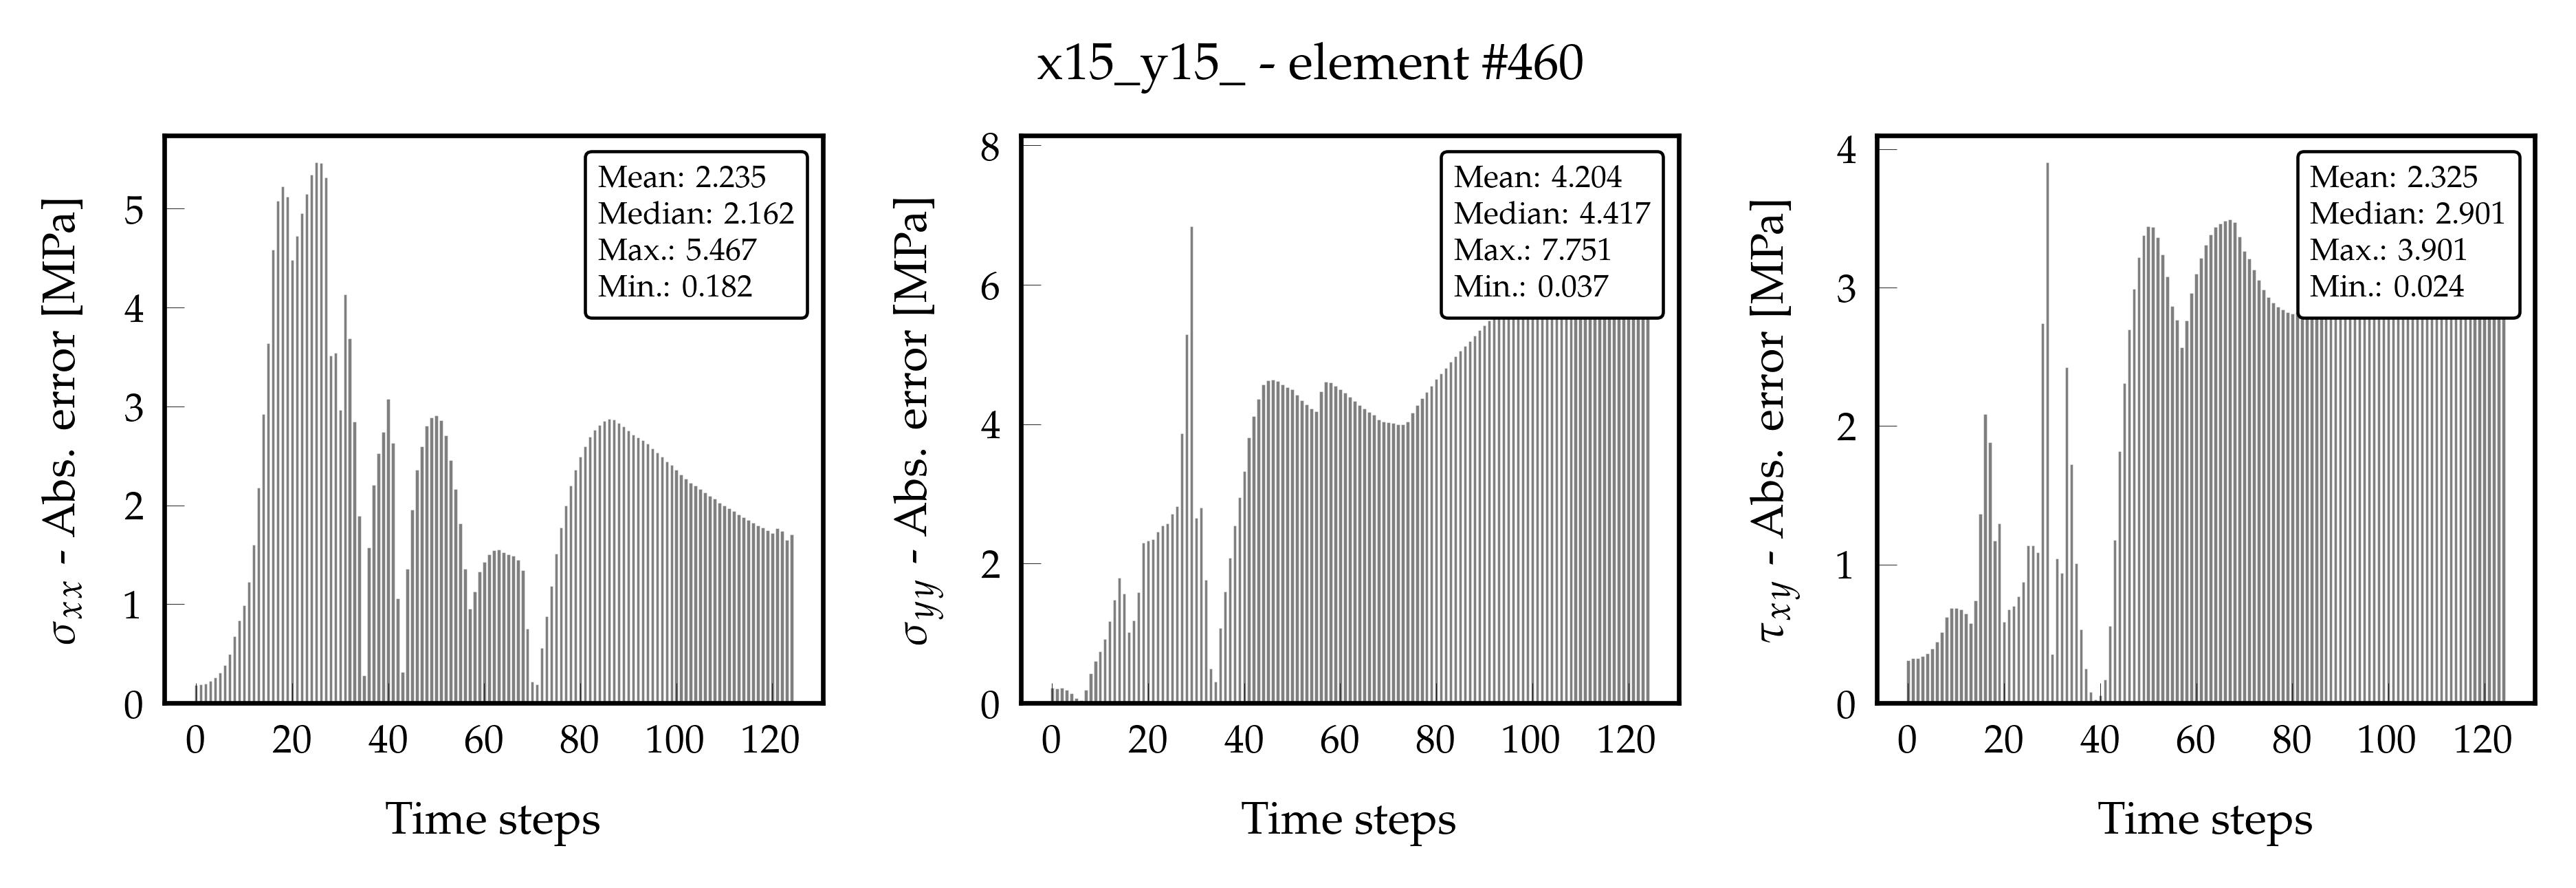 x15_y15_ - element #460
σxx - Abs. error [MPa]
5
4
3
2
1
0
0 20 40 60 80 100 120
Time steps
Mean: 2.235
Median: 2.162
Max.: 5.467
Min.: 0.182
σyy - Abs. error [MPa]
8
6
4
2
0
0 20 40 60 80 100 120
Time steps
Mean: 4.204
Median: 4.417
Max.: 7.751
Min.: 0.037
τxy - Abs. error [MPa]
4
3
2
1
0
0 20 40 60 80 100 120
Time steps
Mean: 2.325
Median: 2.901
Max.: 3.901
Min.: 0.024